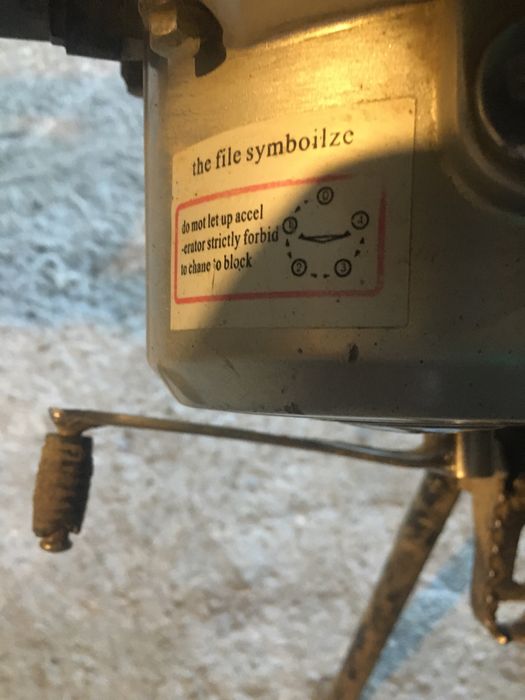 the file symboilze
do mot let up accel
-erator strictly forbid
to chane to block
0
1
4
2
3